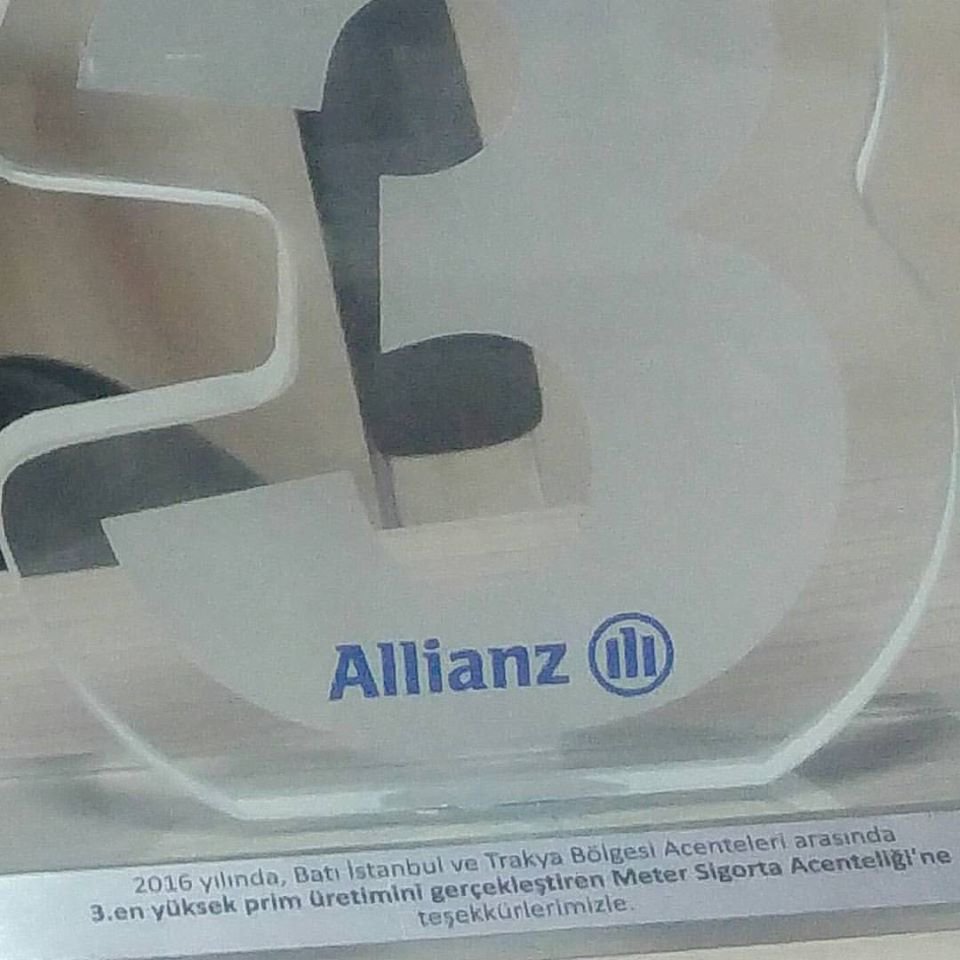 3
Allianz
2016 yılında, Batı İstanbul ve Trakya Bölgesi Acenteleri arasında
3.en yüksek prim üretimini gerçekleştiren Meter Sigorta Acenteliği'ne
teşekkürlerimizle.